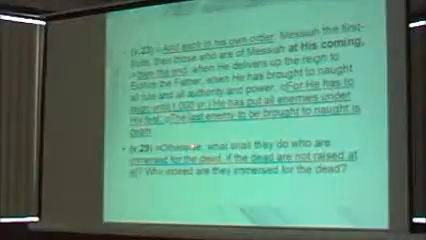 • (v.23) »And each in his own order: Messiah the first-
fruits, then those who are of Messiah at His coming,
»then the end, when He delivers up the reign to
the Father, when He has brought to naught
all rule and all authority and power. »For He has to
reign until 1,000 yr.) He has put all enemies under
His feet. »The last enemy to be brought to naught is
death
• (v.29) »Otherwise, what shall they do who are
immersed for the dead, if the dead are not raised at
all? Why indeed are they immersed for the dead?